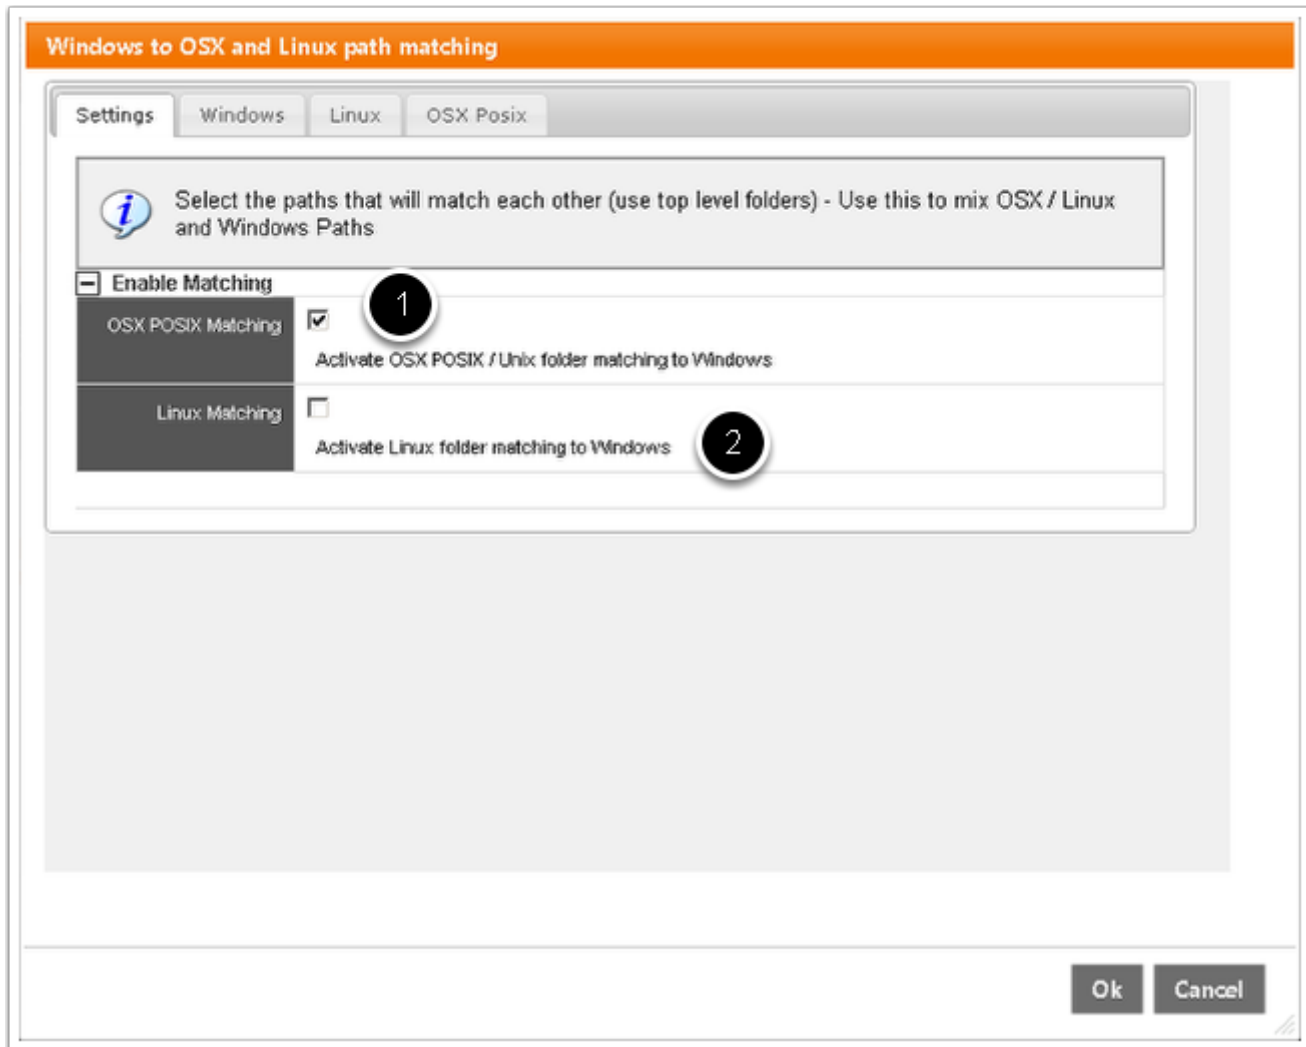 Windows to OSX and Linux path matching
Settings
Windows
Linux
OSX Posix
Select the paths that will match each other (use top level folders) - Use this to mix OSX / Linux
and Windows Paths
Enable Matching
1
OSX POSIX Matching
Activate OSX POSIX / Unix folder matching to Windows
Linux Matching
Activate Linux folder matching to Windows
2
Ok
Cancel